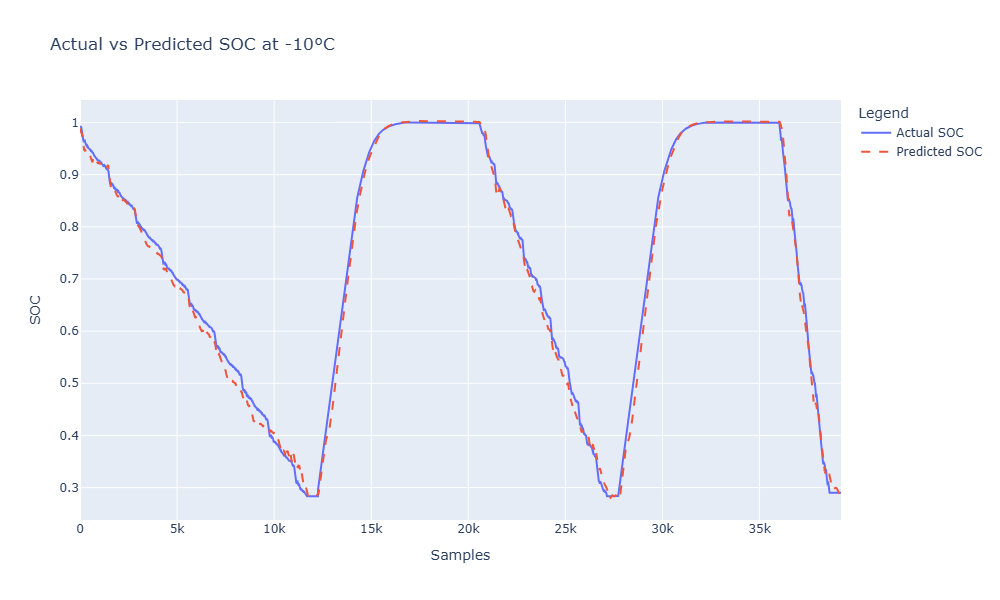 Actual vs Predicted SOC at -10°C
Legend
Actual SOC
Predicted SOC
SOC
1
0.9
0.8
0.7
0.6
0.5
0.4
0.3
0 5k 10k 15k 20k 25k 30k 35k
Samples